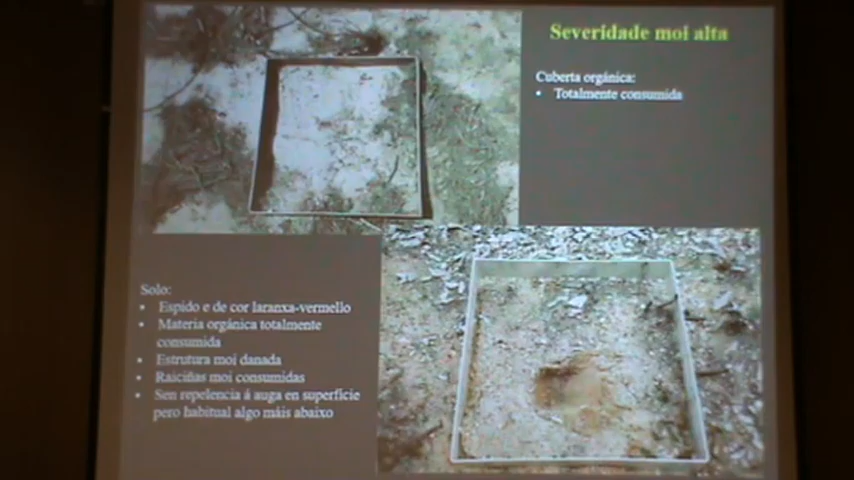 Severidade moi alta
Cuberta orgánica:
• Totalmente consumida
Solo:
• Espido e de cor laranxa-vermello
• Materia orgánica totalmente
consumida
• Estrutura moi danada
• Raiciñas moi consumidas
• Sen repelencia á auga en superficie
pero habitual algo máis abaixo